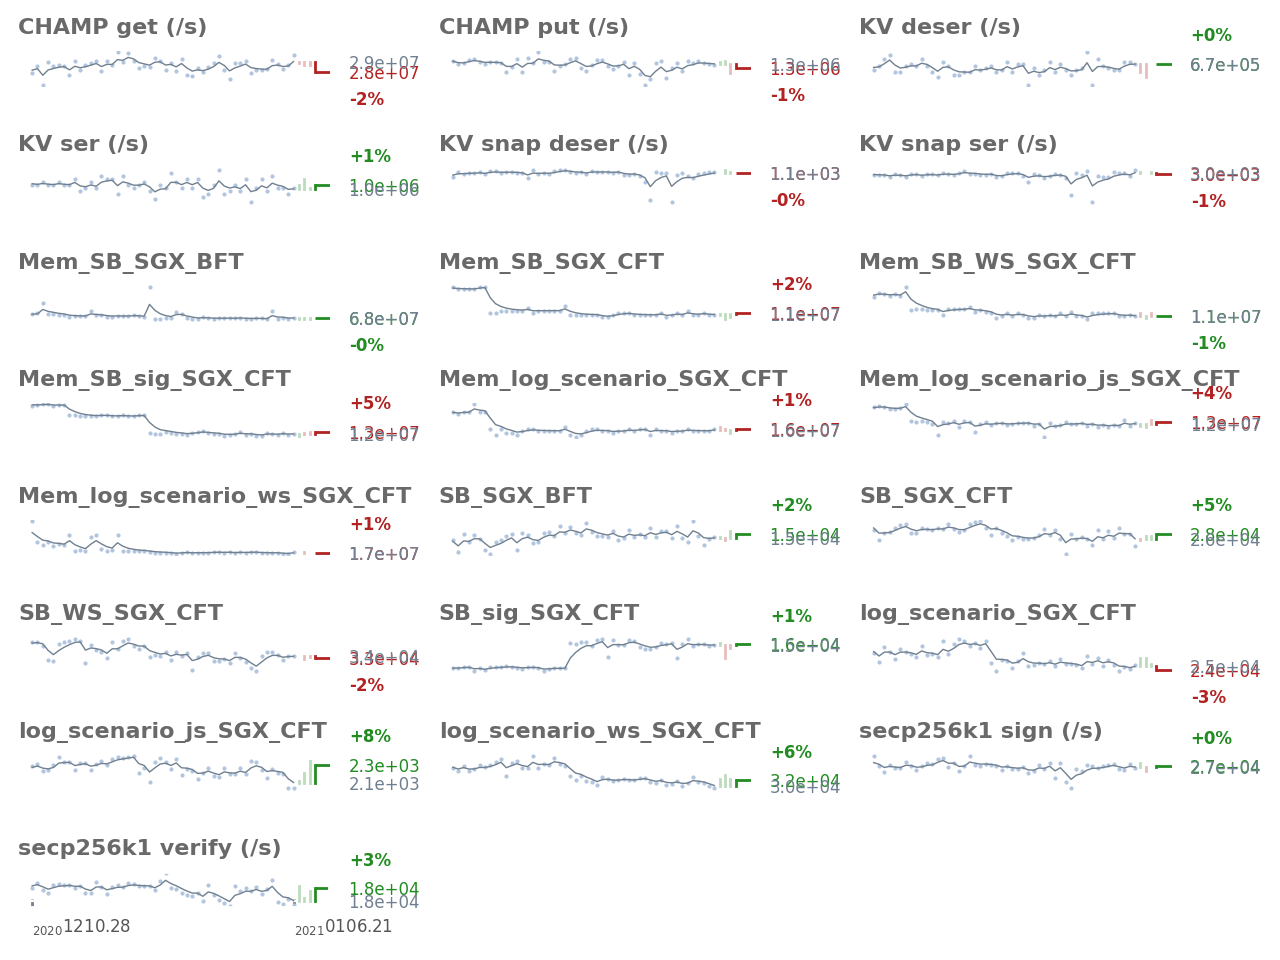 CHAMP get (/s)
2.9e+07
2.8e+07
-2%
CHAMP put (/s)
1.3e+06
1.3e+06
-1%
KV deser (/s)
+0%
6.7e+05
KV ser (/s)
+1%
1.0e+06
1.0e+06
KV snap deser (/s)
1.1e+03
-0%
KV snap ser (/s)
3.0e+03
3.0e+03
-1%
Mem_SB_SGX_BFT
6.8e+07
-0%
Mem_SB_SGX_CFT
+2%
1.1e+07
1.1e+07
Mem_SB_WS_SGX_CFT
1.1e+07
-1%
Mem_SB_sig_SGX_CFT
+5%
1.3e+07
1.2e+07
Mem_log_scenario_SGX_CFT
+1%
1.6e+07
1.6e+07
Mem_log_scenario_js_SGX_CFT
+4%
1.3e+07
1.2e+07
Mem_log_scenario_ws_SGX_CFT
+1%
1.7e+07
SB_SGX_BFT
+2%
1.5e+04
1.5e+04
SB_SGX_CFT
+5%
2.8e+04
2.6e+04
SB_WS_SGX_CFT
3.4e+04
3.3e+04
-2%
SB_sig_SGX_CFT
+1%
1.6e+04
log_scenario_SGX_CFT
2.5e+04
2.4e+04
-3%
log_scenario_js_SGX_CFT
+8%
2.3e+03
2.1e+03
log_scenario_ws_SGX_CFT
+6%
3.2e+04
3.0e+04
secp256k1 sign (/s)
+0%
2.7e+04
2.7e+04
secp256k1 verify (/s)
+3%
1.8e+04
1.8e+04
2020 1210.28
2021 0106.21